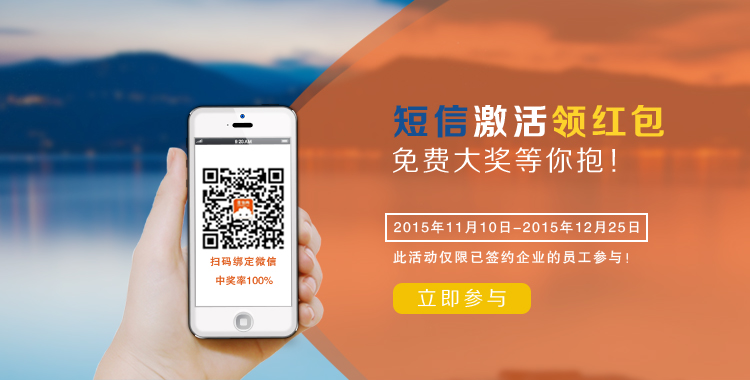 短信激活领红包
免费大奖等你抱！
2015年11月10日-2015年12月25日
此活动仅限已签约企业的员工参与！
立即参与
9:20 AM
扫码绑定微信
中奖率100%